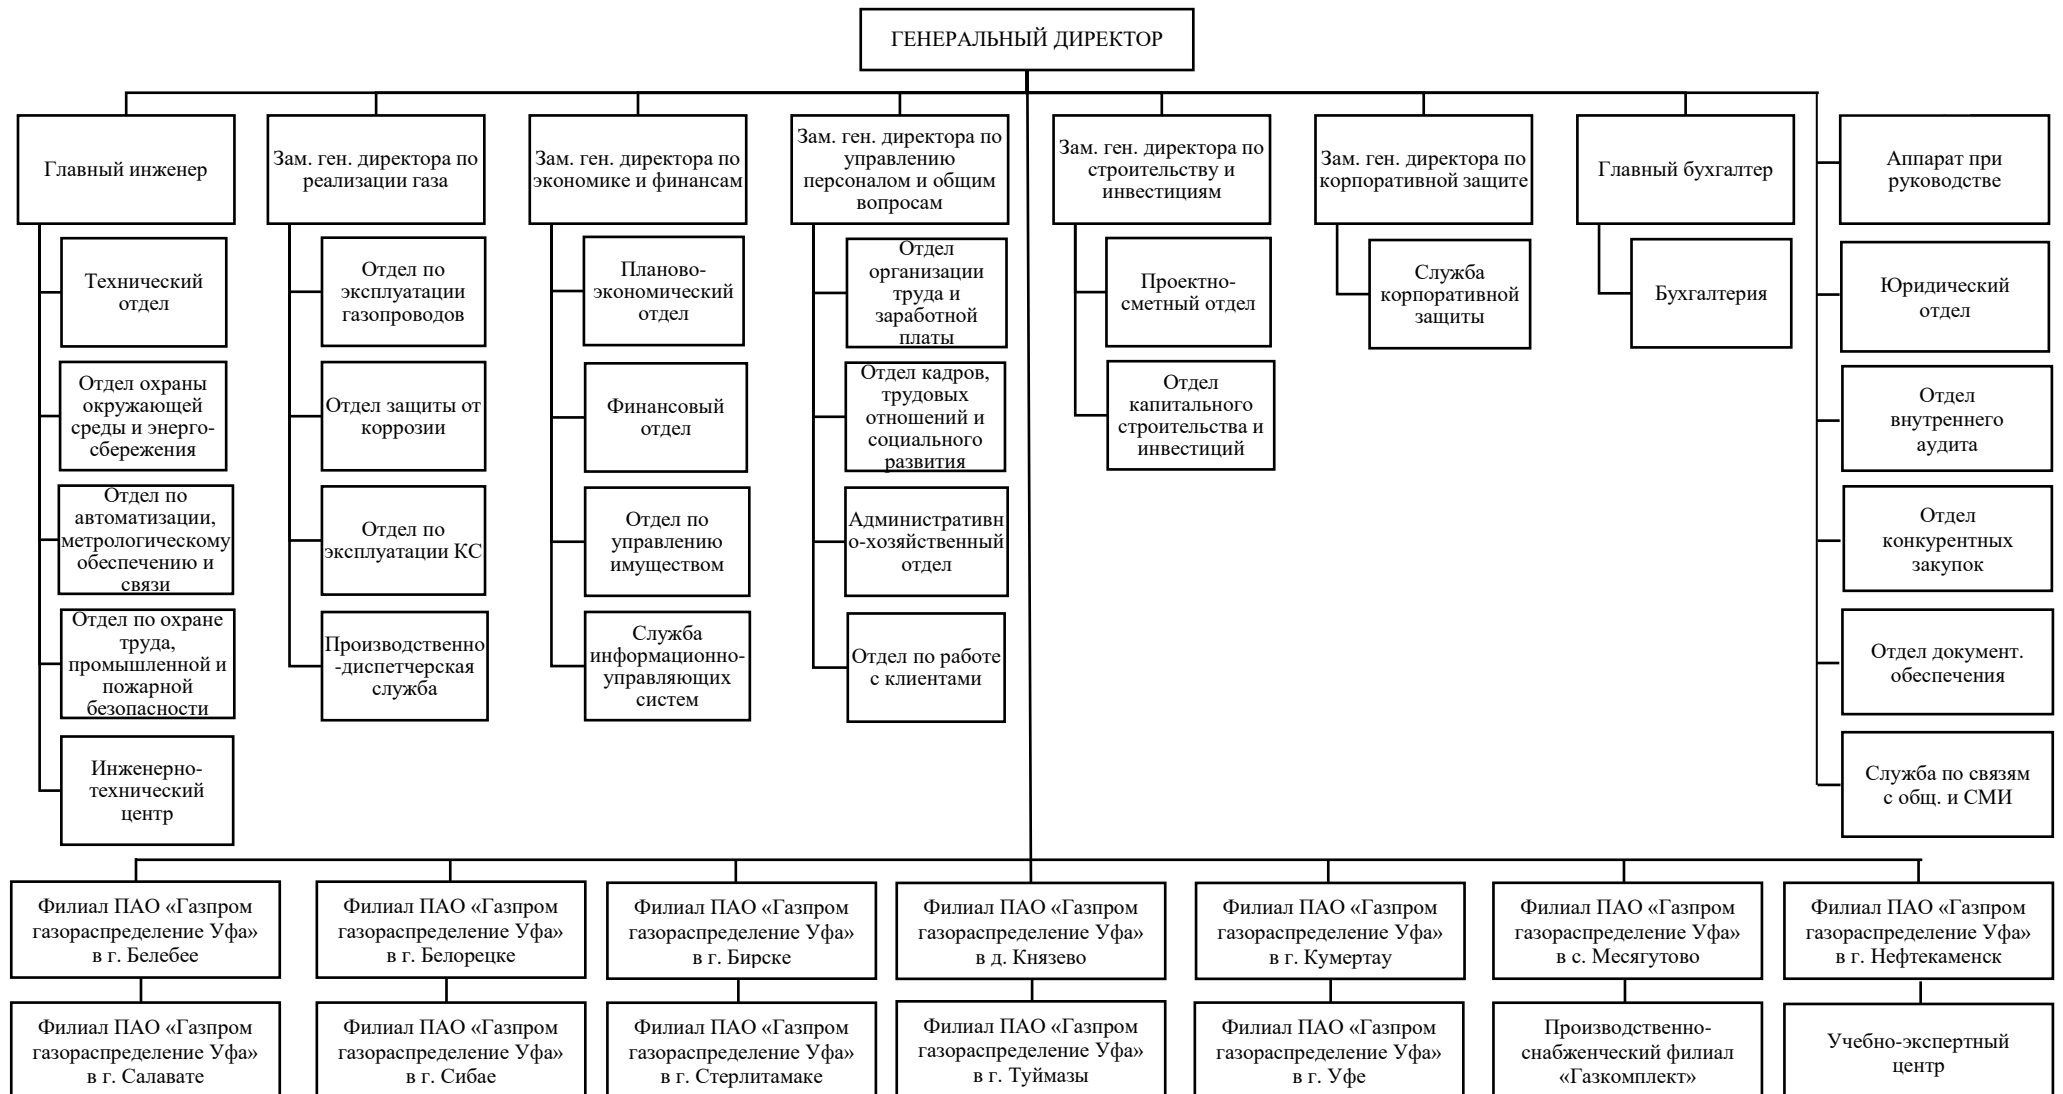 ГЕНЕРАЛЬНЫЙ ДИРЕКТОР
Главный инженер
Зам. ген. директора по
реализации газа
Зам. ген. директора по
экономике и финансам
Зам. ген. директора по
управлению
персоналом и общим
вопросам
Зам. ген. директора по
строительству и
инвестициям
Зам. ген. директора по
корпоративной защите
Главный бухгалтер
Аппарат при
руководстве
Технический
отдел
Отдел охраны
окружающей
среды и энерго-
сбережения
Отдел по
автоматизации,
метрологическому
обеспечению и
связи
Отдел по охране
труда,
промышленной и
пожарной
безопасности
Инженерно-
технический
центр
Отдел по
эксплуатации
газопроводов
Отдел защиты от
коррозии
Отдел по
эксплуатации КС
Производственно
-диспетчерская
служба
Планово-
экономический
отдел
Финансовый
отдел
Отдел по
управлению
имуществом
Служба
информационно-
управляющих
систем
Отдел
организации
труда и
заработной
платы
Отдел кадров,
трудовых
отношений и
социального
развития
Административн
о-хозяйственный
отдел
Отдел по работе
с клиентами
Проектно-
сметный отдел
Отдел
капитального
строительства и
инвестиций
Служба
корпоративной
защиты
Бухгалтерия
Юридический
отдел
Отдел
внутреннего
аудита
Отдел
конкурентных
закупок
Отдел документ.
обеспечения
Служба по связям
с общ. и СМИ
Филиал ПАО «Газпром
газораспределение Уфа»
в г. Белебее
Филиал ПАО «Газпром
газораспределение Уфа»
в г. Белорецке
Филиал ПАО «Газпром
газораспределение Уфа»
в г. Бирске
Филиал ПАО «Газпром
газораспределение Уфа»
в д. Князево
Филиал ПАО «Газпром
газораспределение Уфа»
в г. Кумертау
Филиал ПАО «Газпром
газораспределение Уфа»
в с. Месягутово
Филиал ПАО «Газпром
газораспределение Уфа»
в г. Нефтекаменск
Филиал ПАО «Газпром
газораспределение Уфа»
в г. Салавате
Филиал ПАО «Газпром
газораспределение Уфа»
в г. Сибае
Филиал ПАО «Газпром
газораспределение Уфа»
в г. Стерлитамаке
Филиал ПАО «Газпром
газораспределение Уфа»
в г. Туймазы
Филиал ПАО «Газпром
газораспределение Уфа»
в г. Уфе
Производственно-
снабженческий филиал
«Газкомплект»
Учебно-экспертный
центр